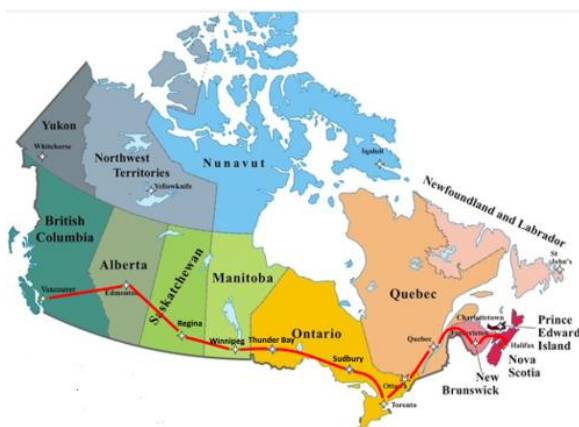 Yukon
Whitehorse
Northwest
Territories
Yellowknife
Nunavut
Iqaluit
Newfoundland and Labrador
St
John's
British
Columbia
Vancouver
Alberta
Edmonton
Saskatchewan
Regina
Manitoba
Winnipeg
Ontario
Thunder Bay
Sudbury
Ottawa
Toronto
Quebec
Quebec
Charlottetown
Prince
Edward
Island
Halifax
Nova
Scotia
New
Brunswick